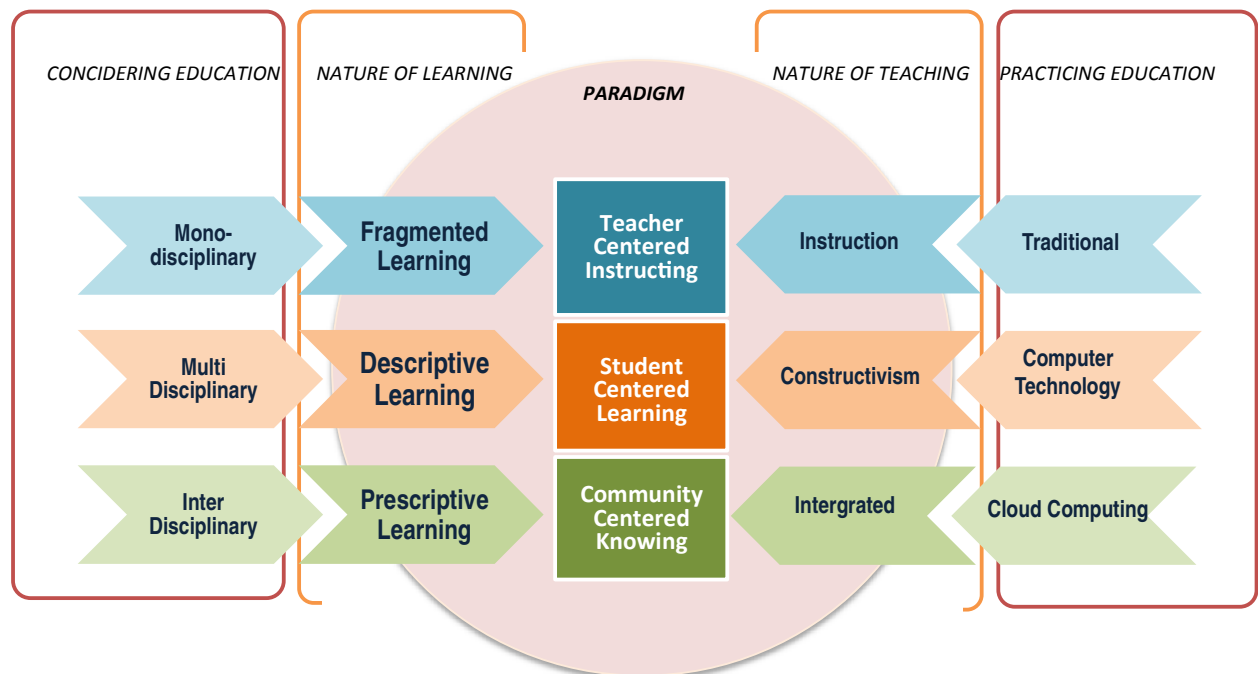 CONCIDERING EDUCATION
NATURE OF LEARNING
PARADIGM
NATURE OF TEACHING
PRACTICING EDUCATION
Mono-
disciplinary
Fragmented
Learning
Teacher
Centered
Instructing
Instruction
Traditional
Multi
Disciplinary
Descriptive
Learning
Student
Centered
Learning
Constructivism
Computer
Technology
Inter
Disciplinary
Prescriptive
Learning
Community
Centered
Knowing
Intergrated
Cloud Computing